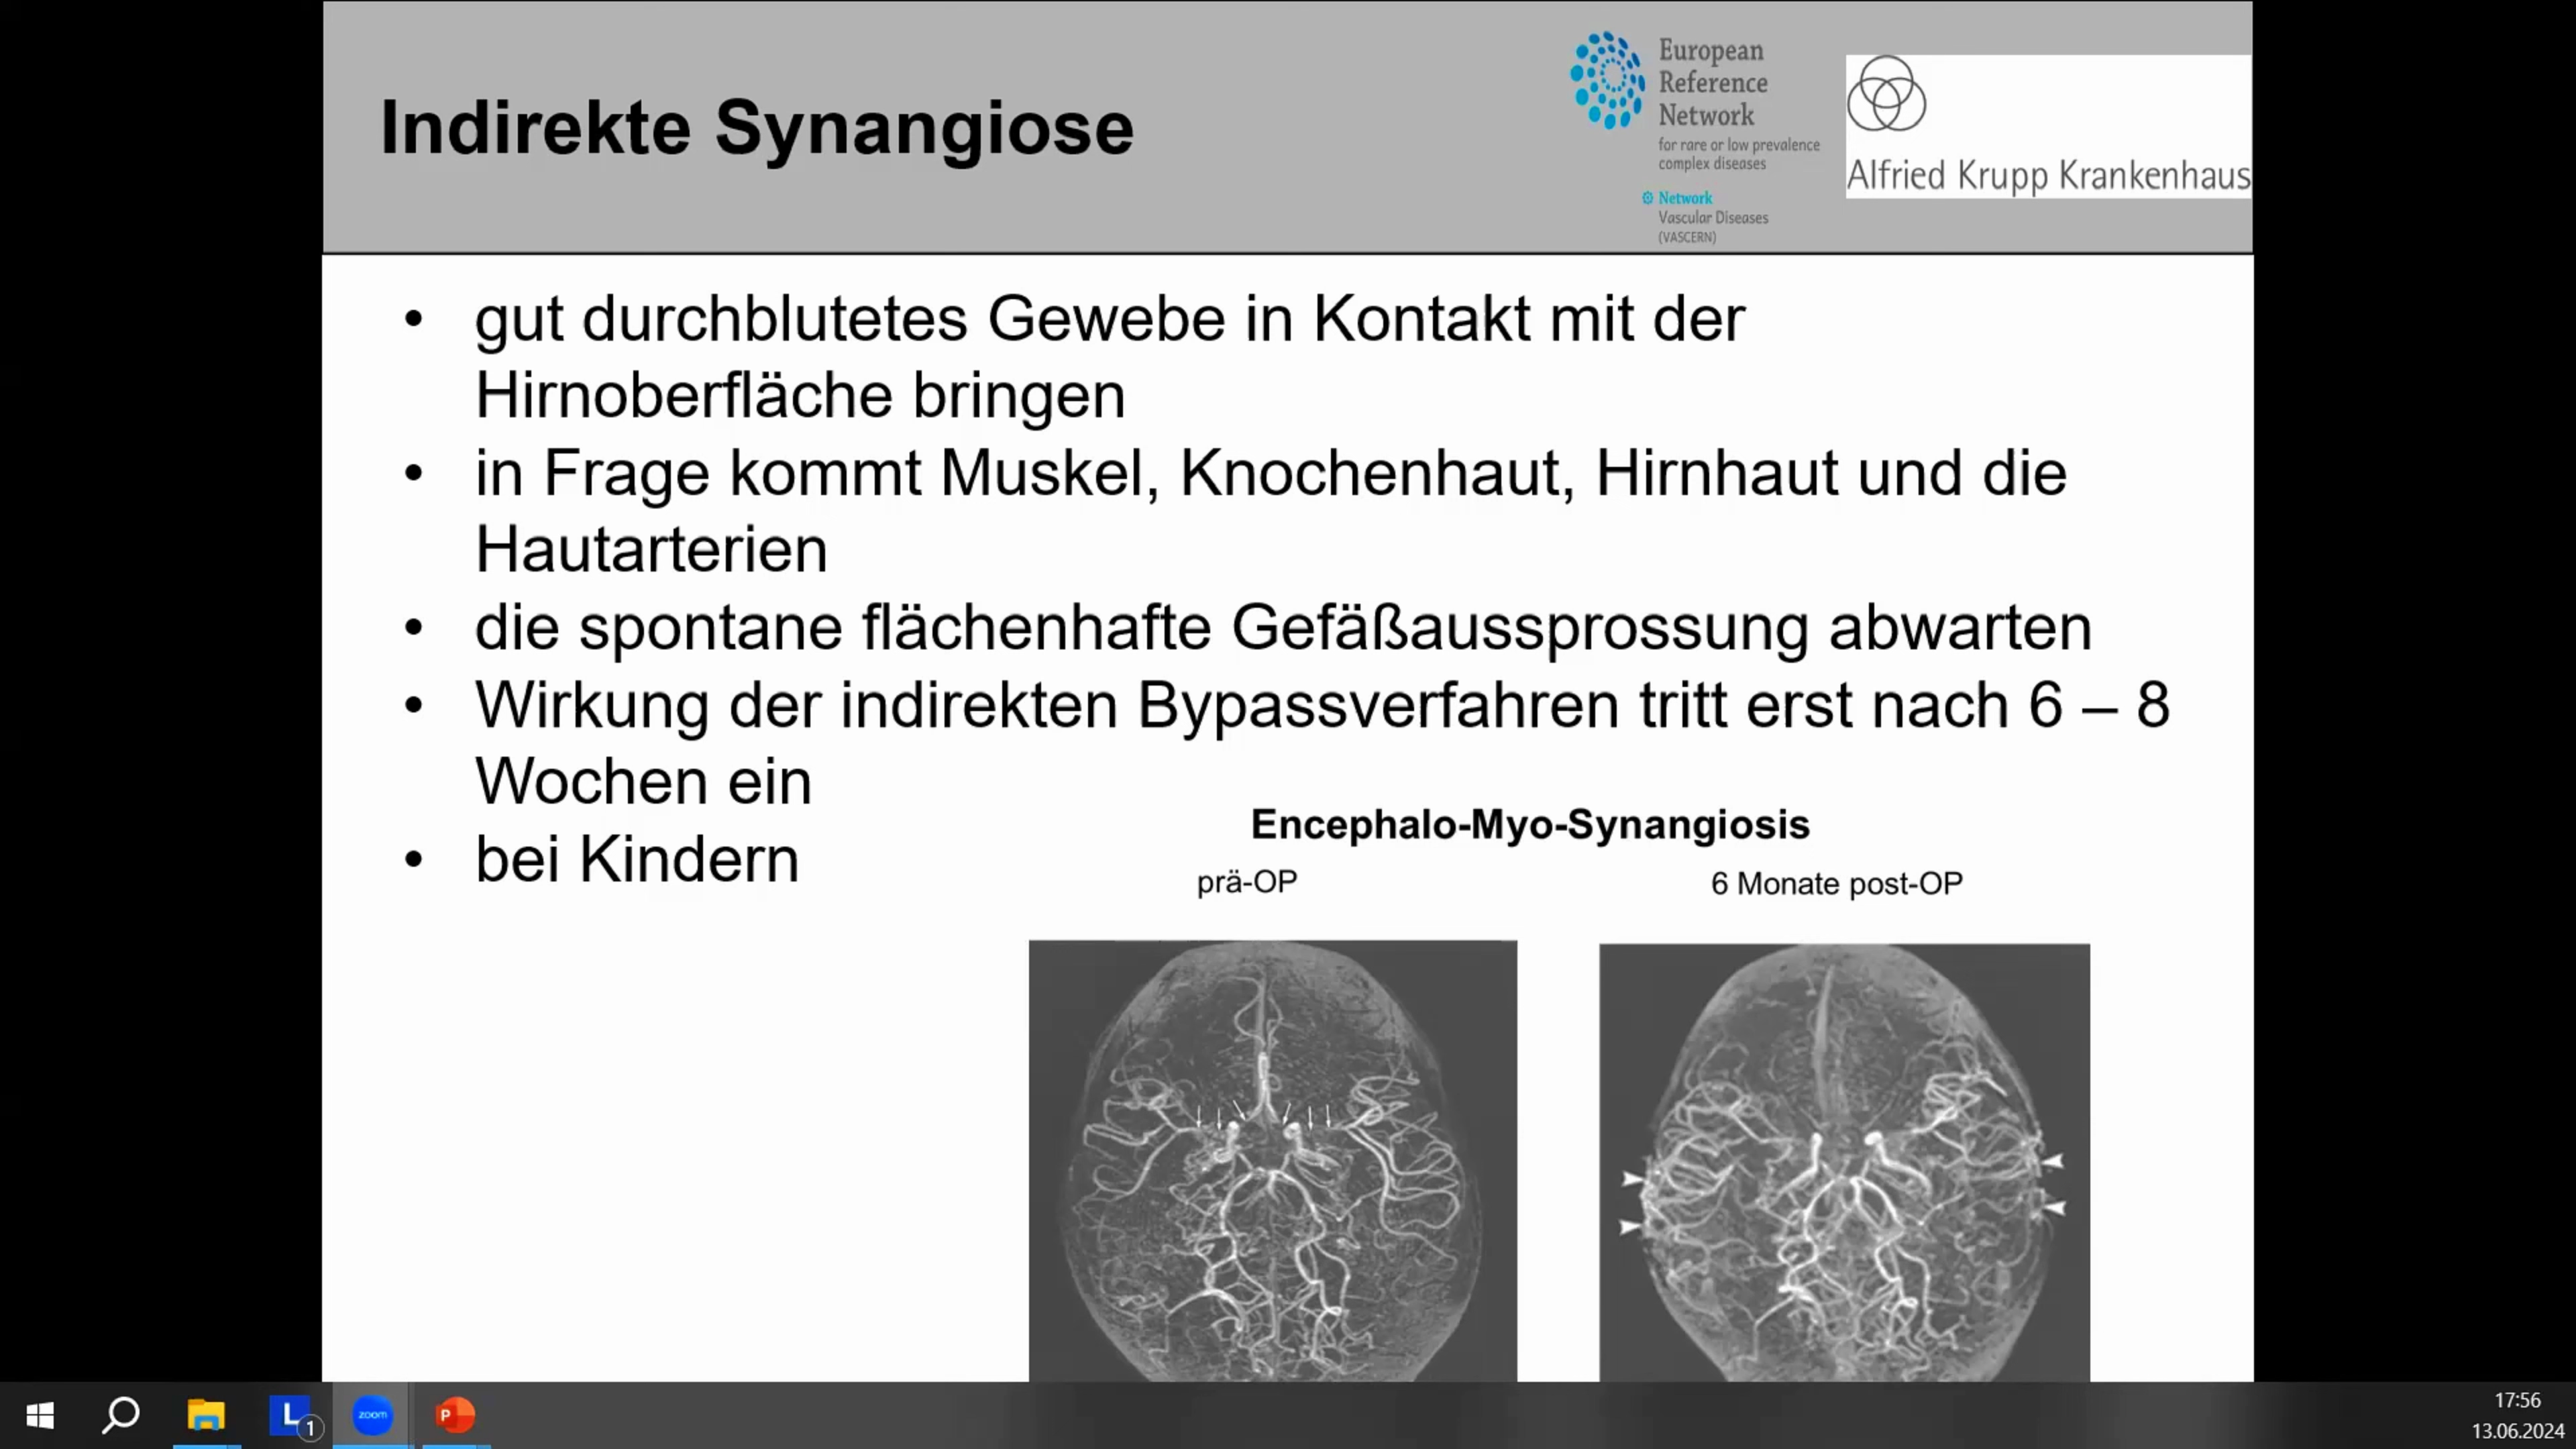 Indirekte Synangiose
European
Reference
Network
for rare or low prevalence
complex diseases
Network
Vascular Diseases
(VASCERN)
Alfried Krupp Krankenhaus
• gut durchblutetes Gewebe in Kontakt mit der
Hirnoberfläche bringen
• in Frage kommt Muskel, Knochenhaut, Hirnhaut und die
Hautarterien
• die spontane flächenhafte Gefäßaussprossung abwarten
• Wirkung der indirekten Bypassverfahren tritt erst nach 6 – 8
Wochen ein
• bei Kindern
Encephalo-Myo-Synangiosis
prä-OP
6 Monate post-OP
L
1
zoom
P
17:56
13.06.2024